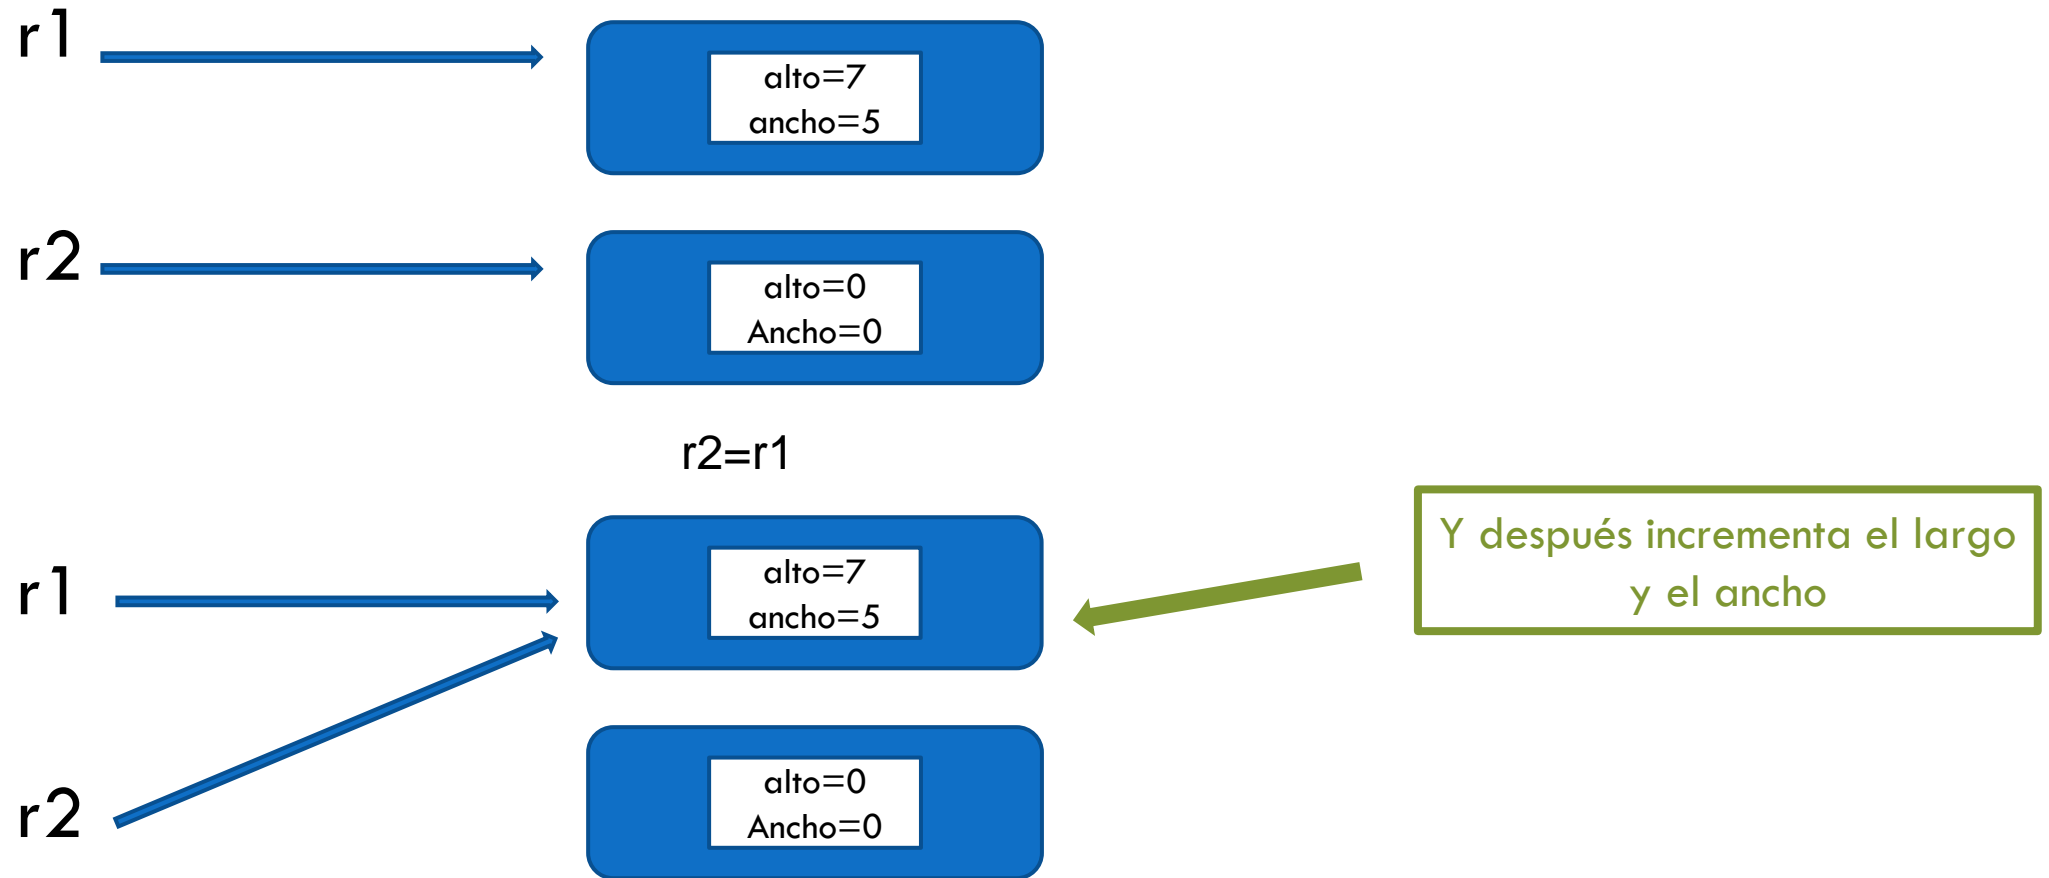 r1
alto=7
ancho=5
r2
alto=0
Ancho=0
r2=r1
r1
alto=7
ancho=5
Y después incrementa el largo
y el ancho
r2
alto=0
Ancho=0